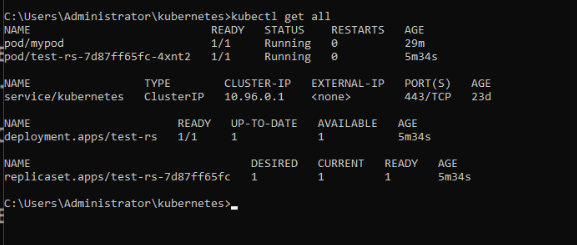 C:\Users\Administrator\kubernetes>kubectl get all
NAME READY STATUS RESTARTS AGE
pod/mypod 1/1 Running 0 29m
pod/test-rs-7d87ff65fc-4xnt2 1/1 Running 0 5m34s
NAME TYPE CLUSTER-IP EXTERNAL-IP PORT(S) AGE
service/kubernetes ClusterIP 10.96.0.1 <none> 443/TCP 23d
NAME READY UP-TO-DATE AVAILABLE AGE
deployment.apps/test-rs 1/1 1 1 5m34s
NAME DESIRED CURRENT READY AGE
replicaset.apps/test-rs-7d87ff65fc 1 1 1 5m34s
C:\Users\Administrator\kubernetes>